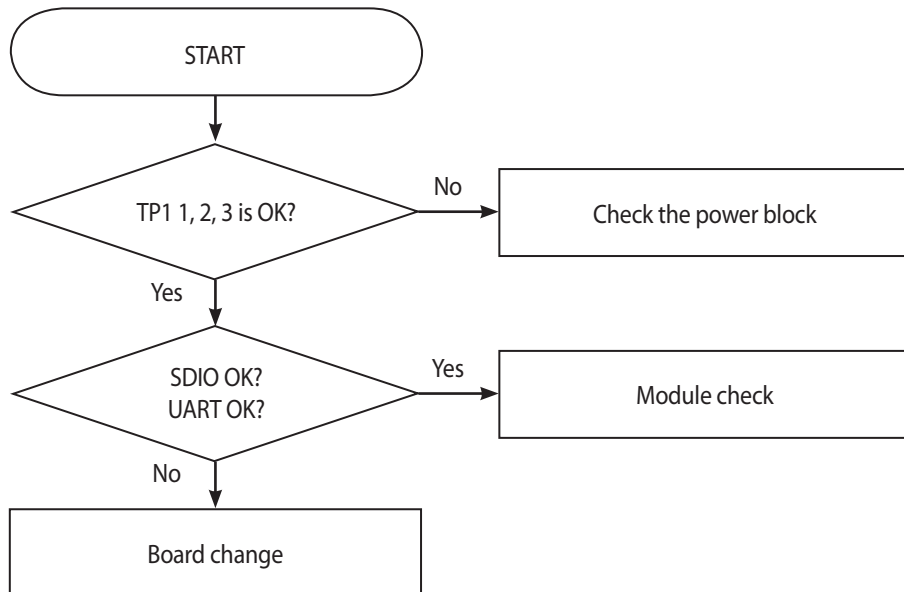 START
TP1 1, 2, 3 is OK?
No
Check the power block
Yes
SDIO OK?
UART OK?
Yes
Module check
No
Board change